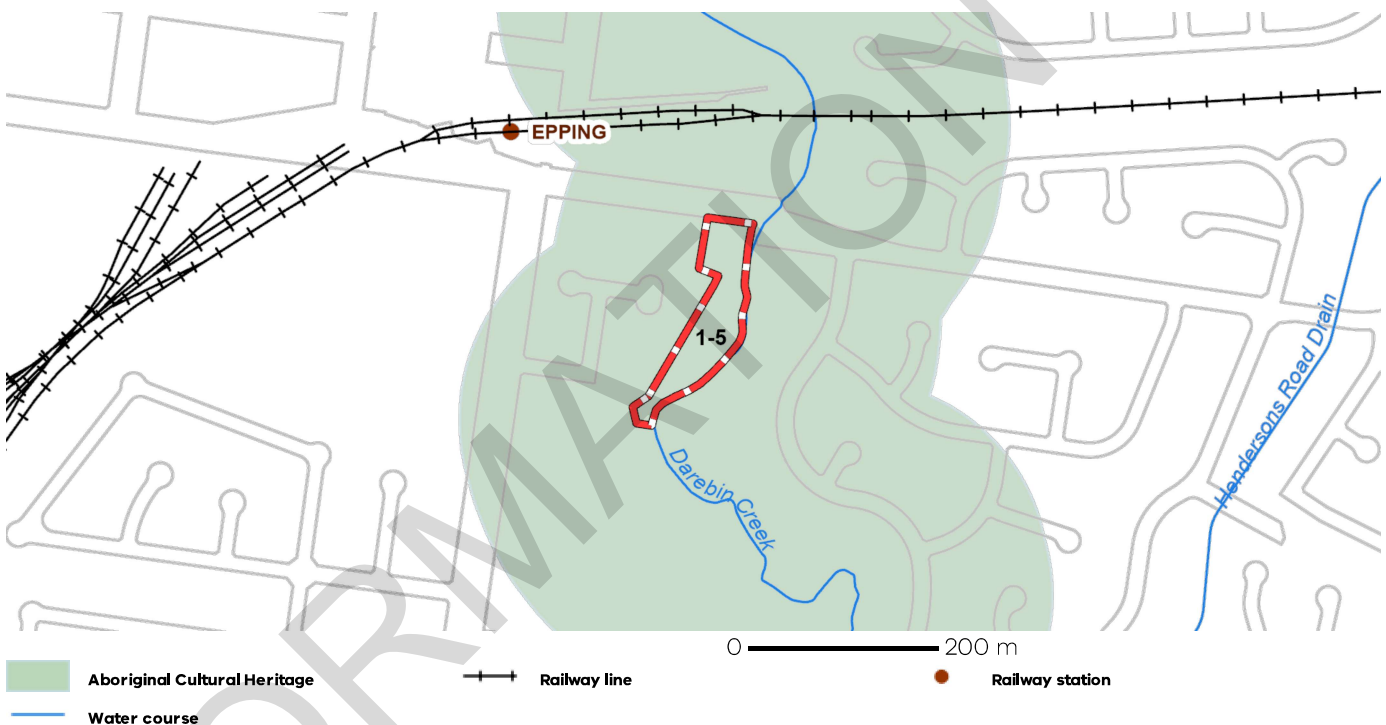 EPPING
1-5
Hendersons Road Drain
Darebin Creek
0 200 m
Aboriginal Cultural Heritage
Railway line
Railway station
Water course
ORMATION